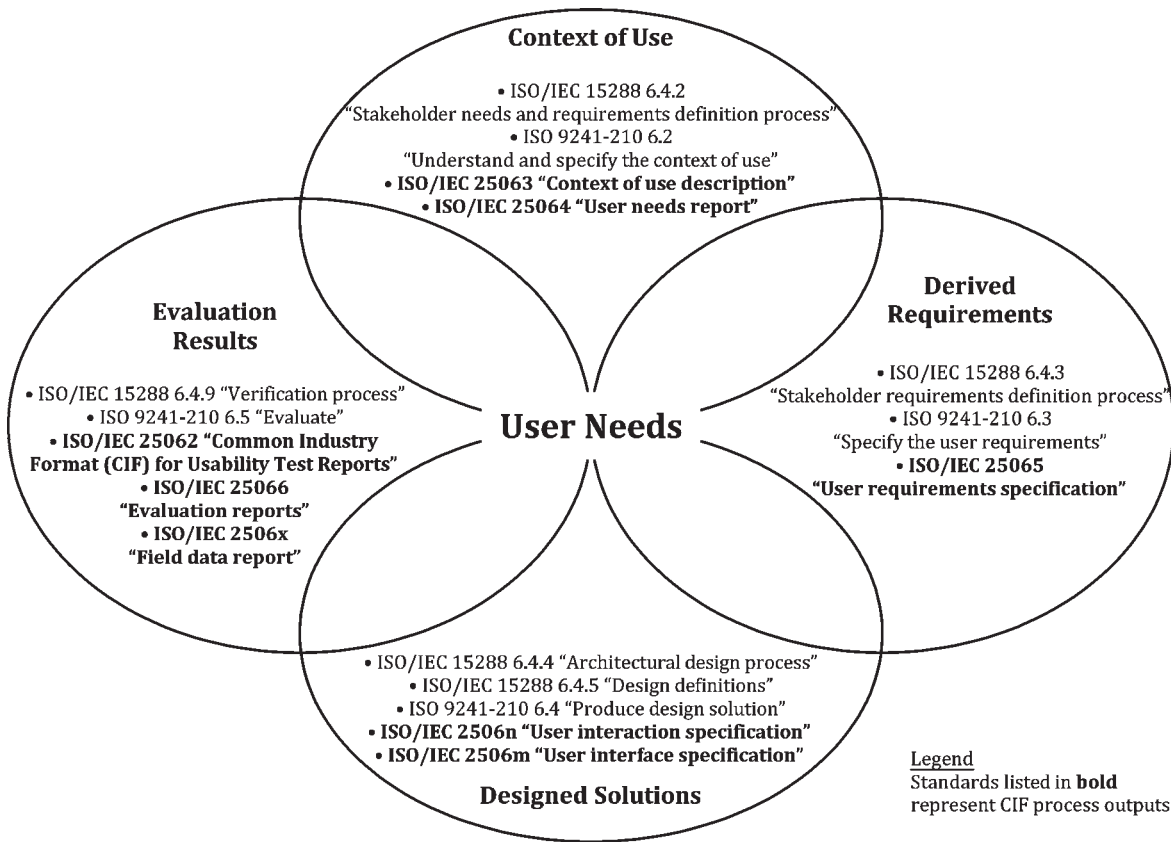 Context of Use
• ISO/IEC 15288 6.4.2
“Stakeholder needs and requirements definition process”
• ISO 9241-210 6.2
“Understand and specify the context of use”
• ISO/IEC 25063 “Context of use description”
• ISO/IEC 25064 “User needs report”
Evaluation
Results
• ISO/IEC 15288 6.4.9 “Verification process”
• ISO 9241-210 6.5 “Evaluate”
• ISO/IEC 25062 “Common Industry
Format (CIF) for Usability Test Reports”
• ISO/IEC 25066
“Evaluation reports”
• ISO/IEC 2506x
“Field data report”
User Needs
Derived
Requirements
• ISO/IEC 15288 6.4.3
“Stakeholder requirements definition process”
• ISO 9241-210 6.3
“Specify the user requirements”
• ISO/IEC 25065
“User requirements specification”
• ISO/IEC 15288 6.4.4 “Architectural design process”
• ISO/IEC 15288 6.4.5 “Design definitions”
• ISO 9241-210 6.4 “Produce design solution”
• ISO/IEC 2506n “User interaction specification”
• ISO/IEC 2506m “User interface specification”
Designed Solutions
Legend
Standards listed in bold
represent CIF process outputs